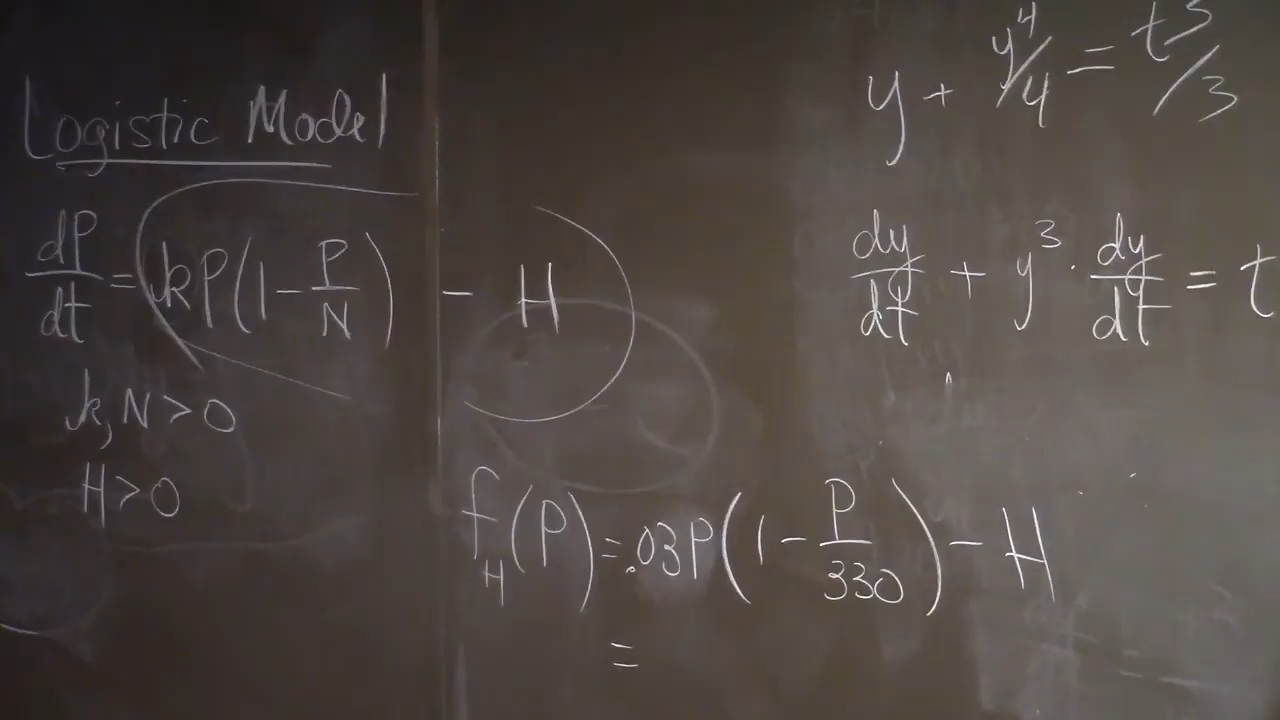 Logistic Model
dP/dt = kP(1 - P/N) - H
k, N > 0
H > 0
y + y⁴/4 = t³/3
dy/dt + y³ · dy/dt = t
f_H(P) = .03P(1 - P/330) - H
=